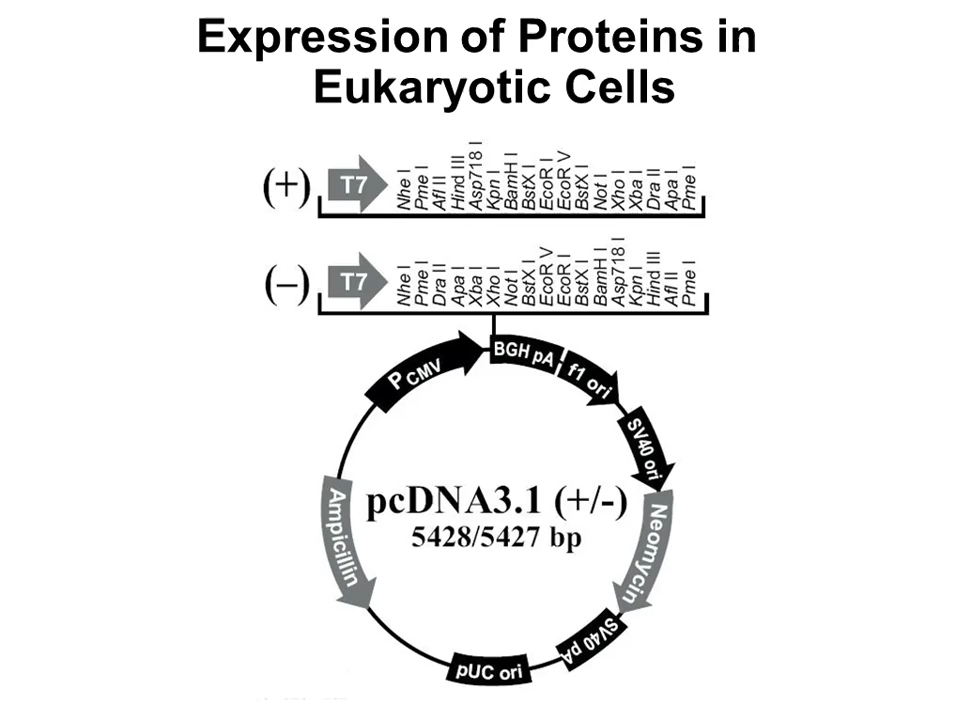 Expression of Proteins in
Eukaryotic Cells
(+)
T7
Nhe I
Pme I
Afl II
Hind III
Asp718 I
Kpn I
BamH I
BstX I
EcoR I
EcoR V
BstX I
Not I
Xho I
Xba I
Dra II
Apa I
Pme I
(–)
T7
Nhe I
Pme I
Dra II
Apa I
Xba I
Xho I
Not I
BstX I
EcoR V
EcoR I
BstX I
BamH I
Asp718 I
Kpn I
Hind III
Afl II
Pme I
P CMV
BGH pA
f1 ori
SV40 ori
Neomycin
SV40 pA
pUC ori
Ampicillin
pcDNA3.1 (+/-)
5428/5427 bp